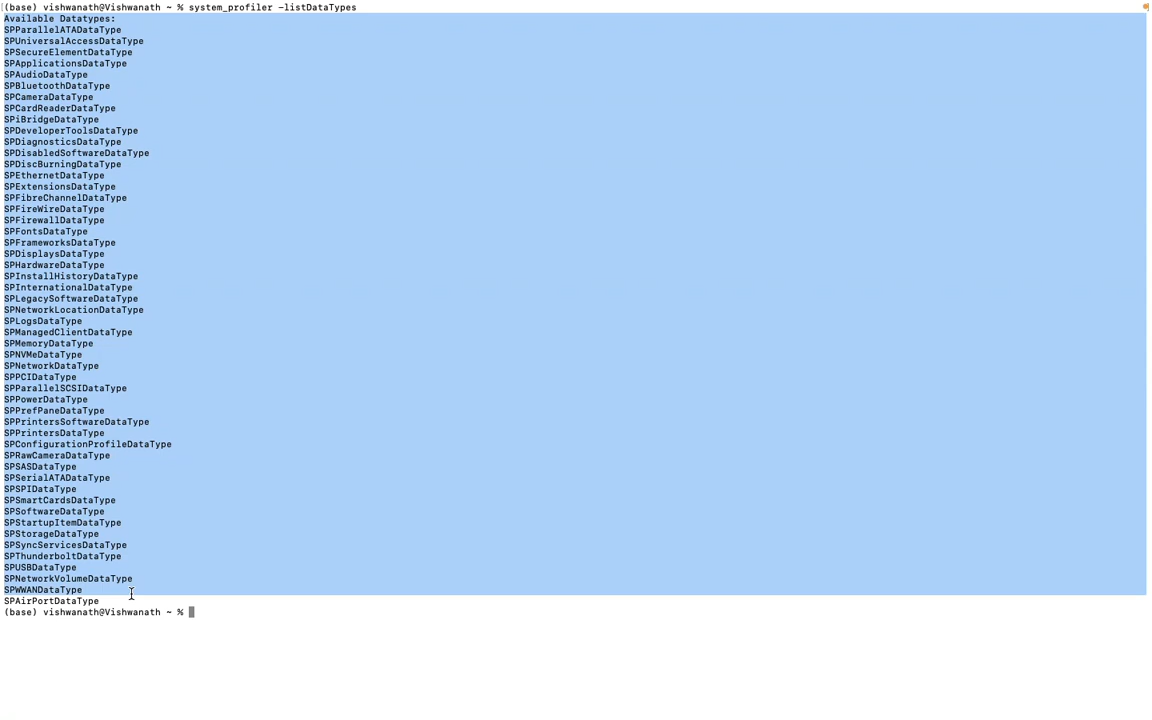 (base) vishwanath@Vishwanath ~ % system_profiler -listDataTypes
Available Datatypes:
SPParallelATADataType
SPUniversalAccessDataType
SPSecureElementDataType
SPApplicationsDataType
SPAudioDataType
SPBluetoothDataType
SPCameraDataType
SPCardReaderDataType
SPiBridgeDataType
SPDeveloperToolsDataType
SPDiagnosticsDataType
SPDisabledSoftwareDataType
SPDiscBurningDataType
SPEthernetDataType
SPExtensionsDataType
SPFibreChannelDataType
SPFireWireDataType
SPFirewallDataType
SPFontsDataType
SPFrameworksDataType
SPDisplaysDataType
SPHardwareDataType
SPInstallHistoryDataType
SPInternationalDataType
SPLegacySoftwareDataType
SPNetworkLocationDataType
SPLogsDataType
SPManagedClientDataType
SPMemoryDataType
SPNVMeDataType
SPNetworkDataType
SPPCIDataType
SPParallelSCSIDataType
SPPowerDataType
SPPrefPaneDataType
SPPrintersSoftwareDataType
SPPrintersDataType
SPConfigurationProfileDataType
SPRawCameraDataType
SPSASDataType
SPSerialATADataType
SPSPIDataType
SPSmartCardsDataType
SPSoftwareDataType
SPStartupItemDataType
SPStorageDataType
SPSyncServicesDataType
SPThunderboltDataType
SPUSBDataType
SPNetworkVolumeDataType
SPWWANDataType
SPAirPortDataType
(base) vishwanath@Vishwanath ~ %